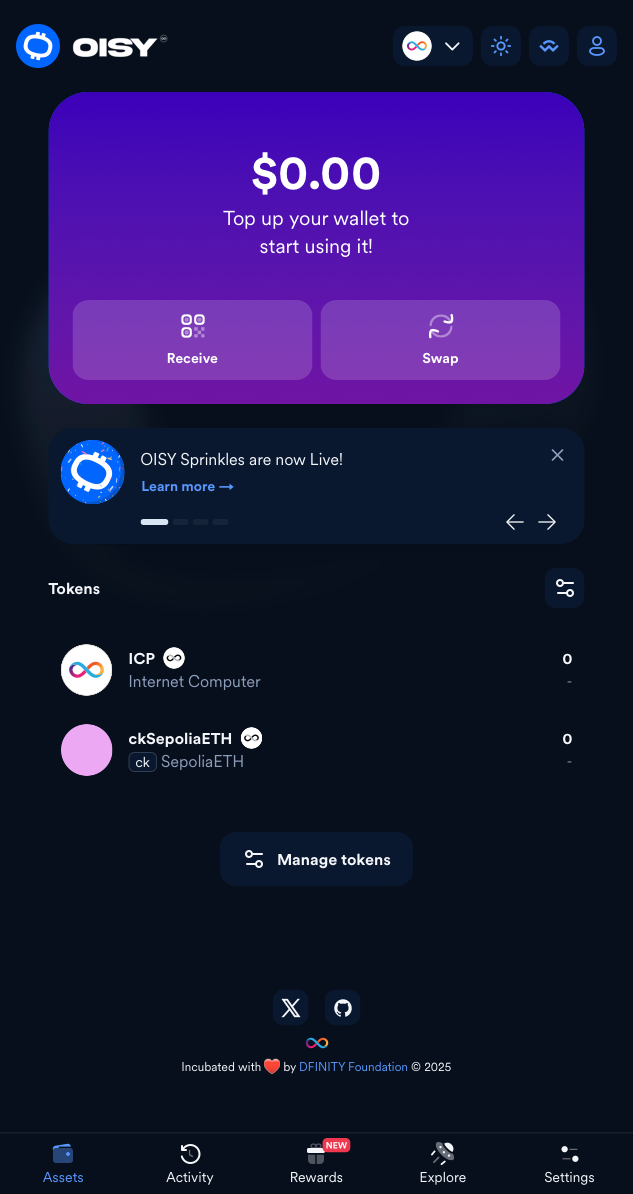 OISY
$0.00
Top up your wallet to
start using it!
Receive
Swap
OISY Sprinkles are now Live!
Learn more →
Tokens
ICP
0
Internet Computer
-
ckSepoliaETH
0
ck SepoliaETH
-
Manage tokens
Incubated with ❤️ by DFINITY Foundation © 2025
NEW
Assets
Activity
Rewards
Explore
Settings